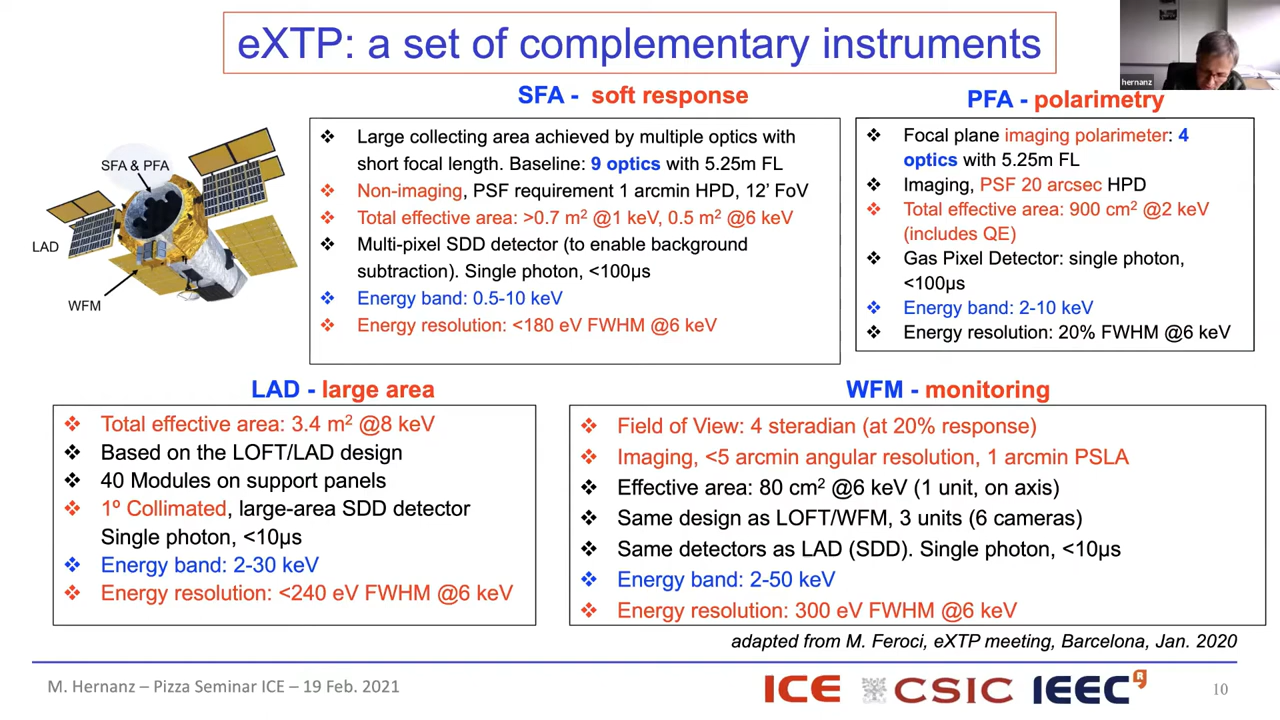 eXTP: a set of complementary instruments
hernanz
SFA - soft response
Large collecting area achieved by multiple optics with
short focal length. Baseline: 9 optics with 5.25m FL
Non-imaging, PSF requirement 1 arcmin HPD, 12’ FoV
Total effective area: >0.7 m² @1 keV, 0.5 m² @6 keV
Multi-pixel SDD detector (to enable background
subtraction). Single photon, <100µs
Energy band: 0.5-10 keV
Energy resolution: <180 eV FWHM @6 keV
PFA - polarimetry
Focal plane imaging polarimeter: 4
optics with 5.25m FL
Imaging, PSF 20 arcsec HPD
Total effective area: 900 cm² @2 keV
(includes QE)
Gas Pixel Detector: single photon,
<100µs
Energy band: 2-10 keV
Energy resolution: 20% FWHM @6 keV
SFA & PFA
LAD
WFM
LAD - large area
Total effective area: 3.4 m² @8 keV
Based on the LOFT/LAD design
40 Modules on support panels
1º Collimated, large-area SDD detector
Single photon, <10µs
Energy band: 2-30 keV
Energy resolution: <240 eV FWHM @6 keV
WFM - monitoring
Field of View: 4 steradian (at 20% response)
Imaging, <5 arcmin angular resolution, 1 arcmin PSLA
Effective area: 80 cm² @6 keV (1 unit, on axis)
Same design as LOFT/WFM, 3 units (6 cameras)
Same detectors as LAD (SDD). Single photon, <10µs
Energy band: 2-50 keV
Energy resolution: 300 eV FWHM @6 keV
adapted from M. Feroci, eXTP meeting, Barcelona, Jan. 2020
M. Hernanz – Pizza Seminar ICE – 19 Feb. 2021
ICE CSIC IEEC R
10